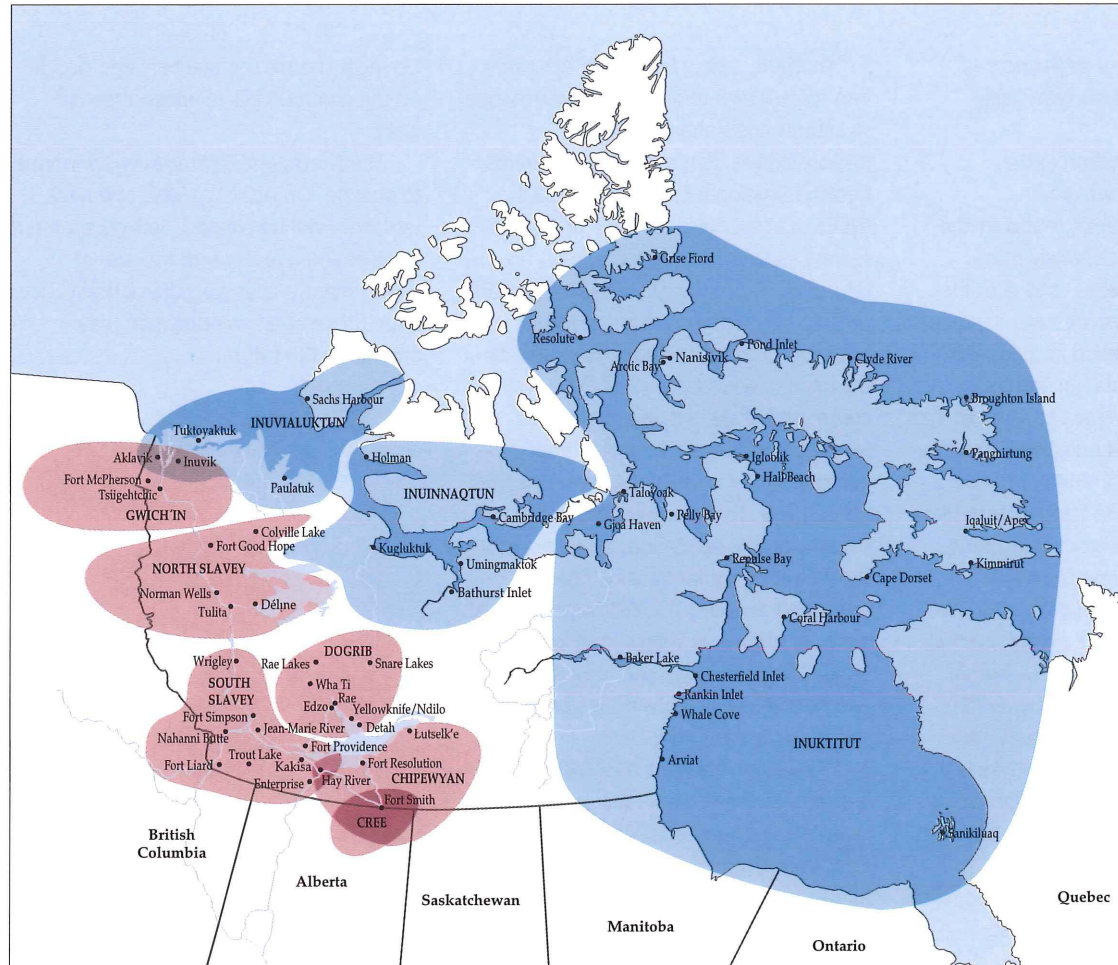 Grise Fiord
Resolute
Arctic Bay
Nanisivik
Pond Inlet
Clyde River
Broughton Island
Pangnirtung
Sachs Harbour
INUVIALUKTUN
Tuktoyaktuk
Aklavik
Inuvik
Fort McPherson
Tsiigehtchic
GWICH'IN
Paulatuk
Holman
INUINNAQTUN
Cambridge Bay
Kugluktuk
Umingmaktok
Bathurst Inlet
Igloolik
Hall Beach
Taloyoak
Gjoa Haven
Pelly Bay
Repulse Bay
Iqaluit/Apex
Kimmirut
Cape Dorset
Coral Harbour
Colville Lake
Fort Good Hope
NORTH SLAVEY
Norman Wells
Tulita
Délįne
Wrigley
SOUTH
SLAVEY
Fort Simpson
Jean-Marie River
Nahanni Butte
Fort Liard
Trout Lake
Fort Providence
Kakisa
Enterprise
Hay River
DOGRIB
Rae Lakes
Snare Lakes
Wha Ti
Rae
Edzo
Yellowknife/Ndilo
Detah
Łutselk'e
Fort Resolution
CHIPEWYAN
Fort Smith
CREE
Baker Lake
Chesterfield Inlet
Rankin Inlet
Whale Cove
Arviat
INUKTITUT
Sanikiluaq
British
Columbia
Alberta
Saskatchewan
Manitoba
Ontario
Quebec